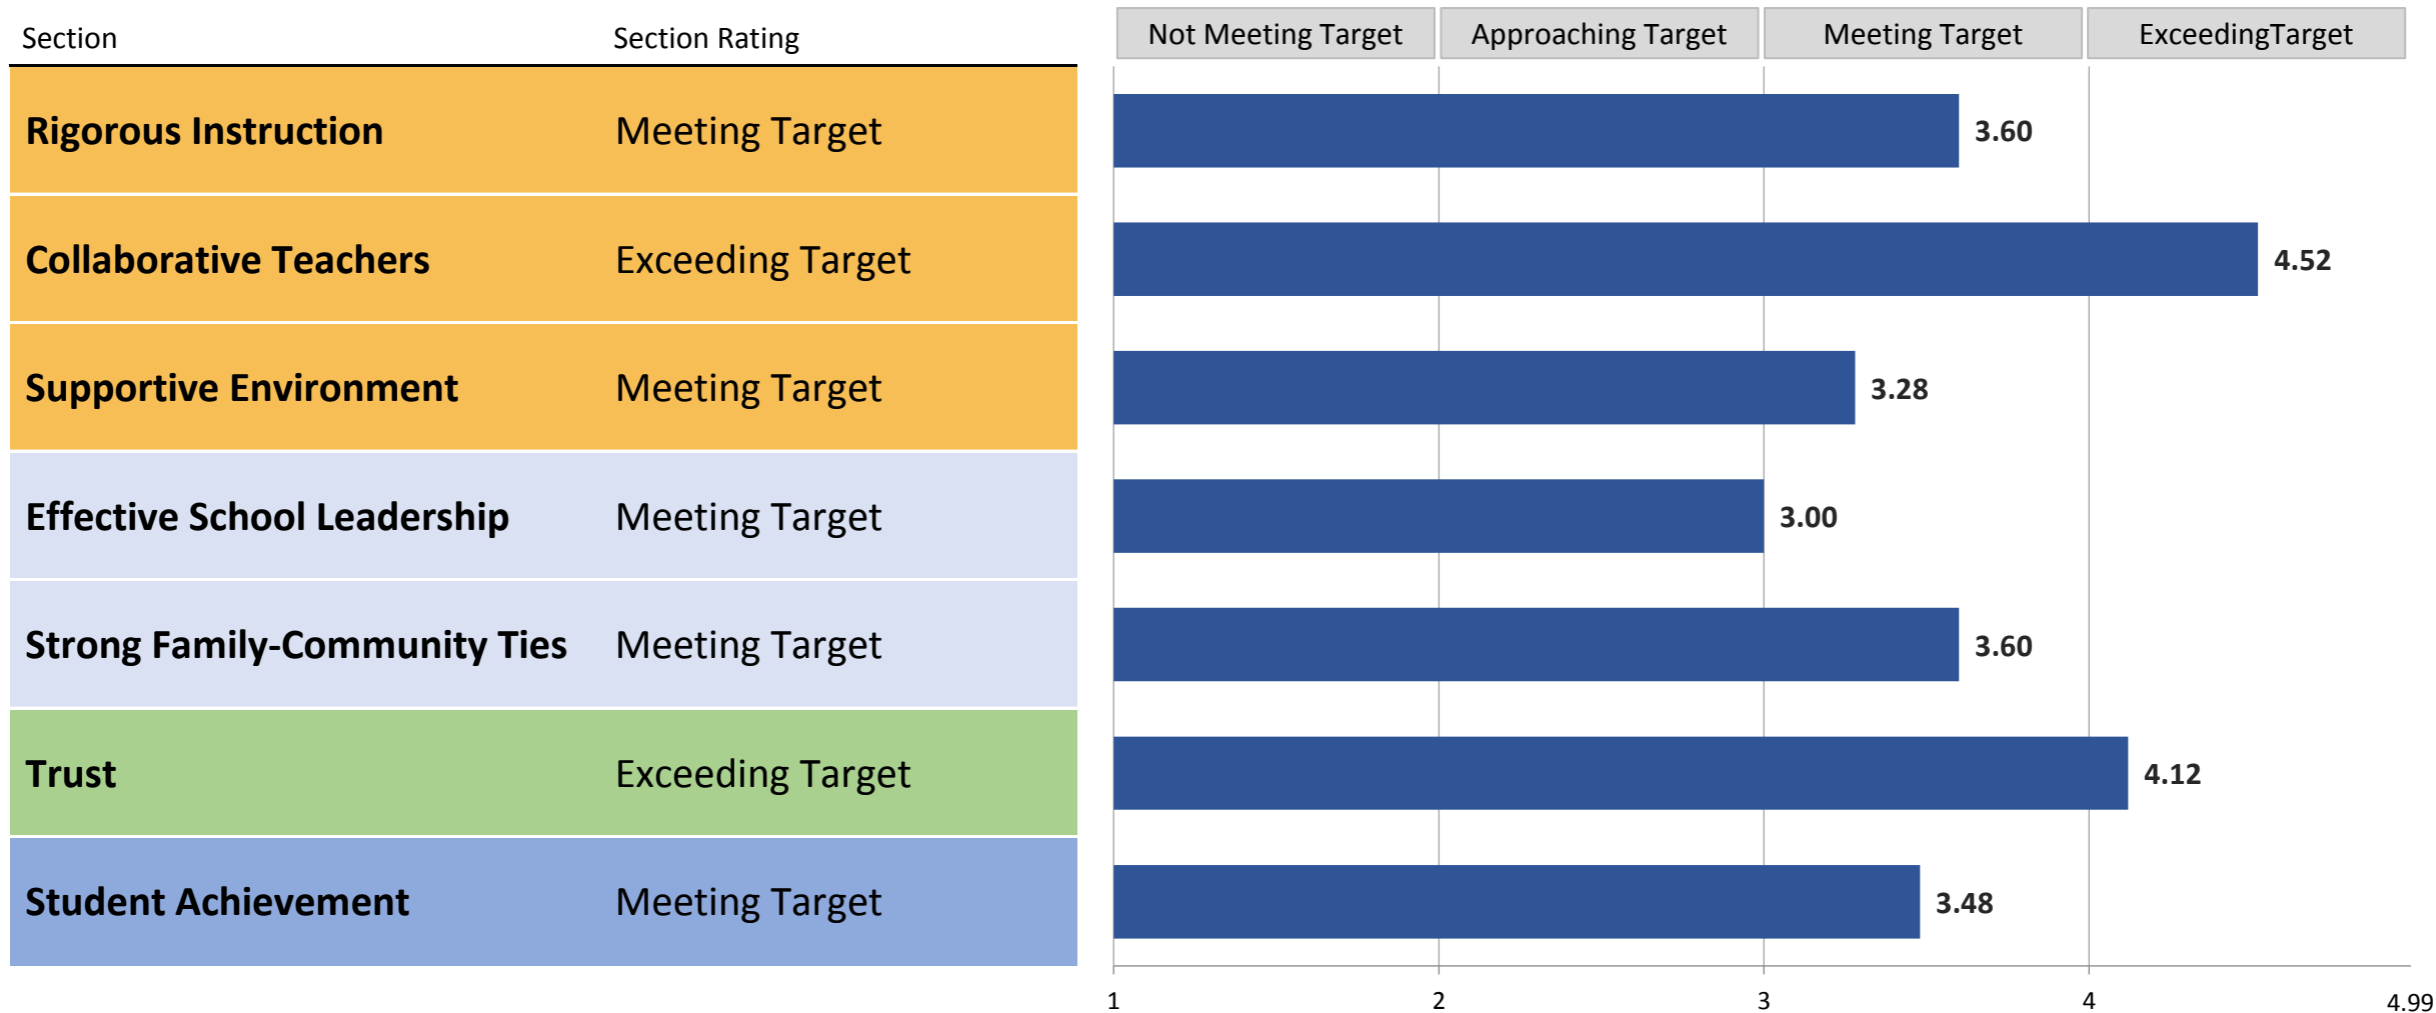 Section Section Rating Not Meeting Target Approaching Target Meeting Target ExceedingTarget
Rigorous Instruction Meeting Target 3.60
Collaborative Teachers Exceeding Target 4.52
Supportive Environment Meeting Target 3.28
Effective School Leadership Meeting Target 3.00
Strong Family-Community Ties Meeting Target 3.60
Trust Exceeding Target 4.12
Student Achievement Meeting Target 3.48
1 2 3 4 4.99